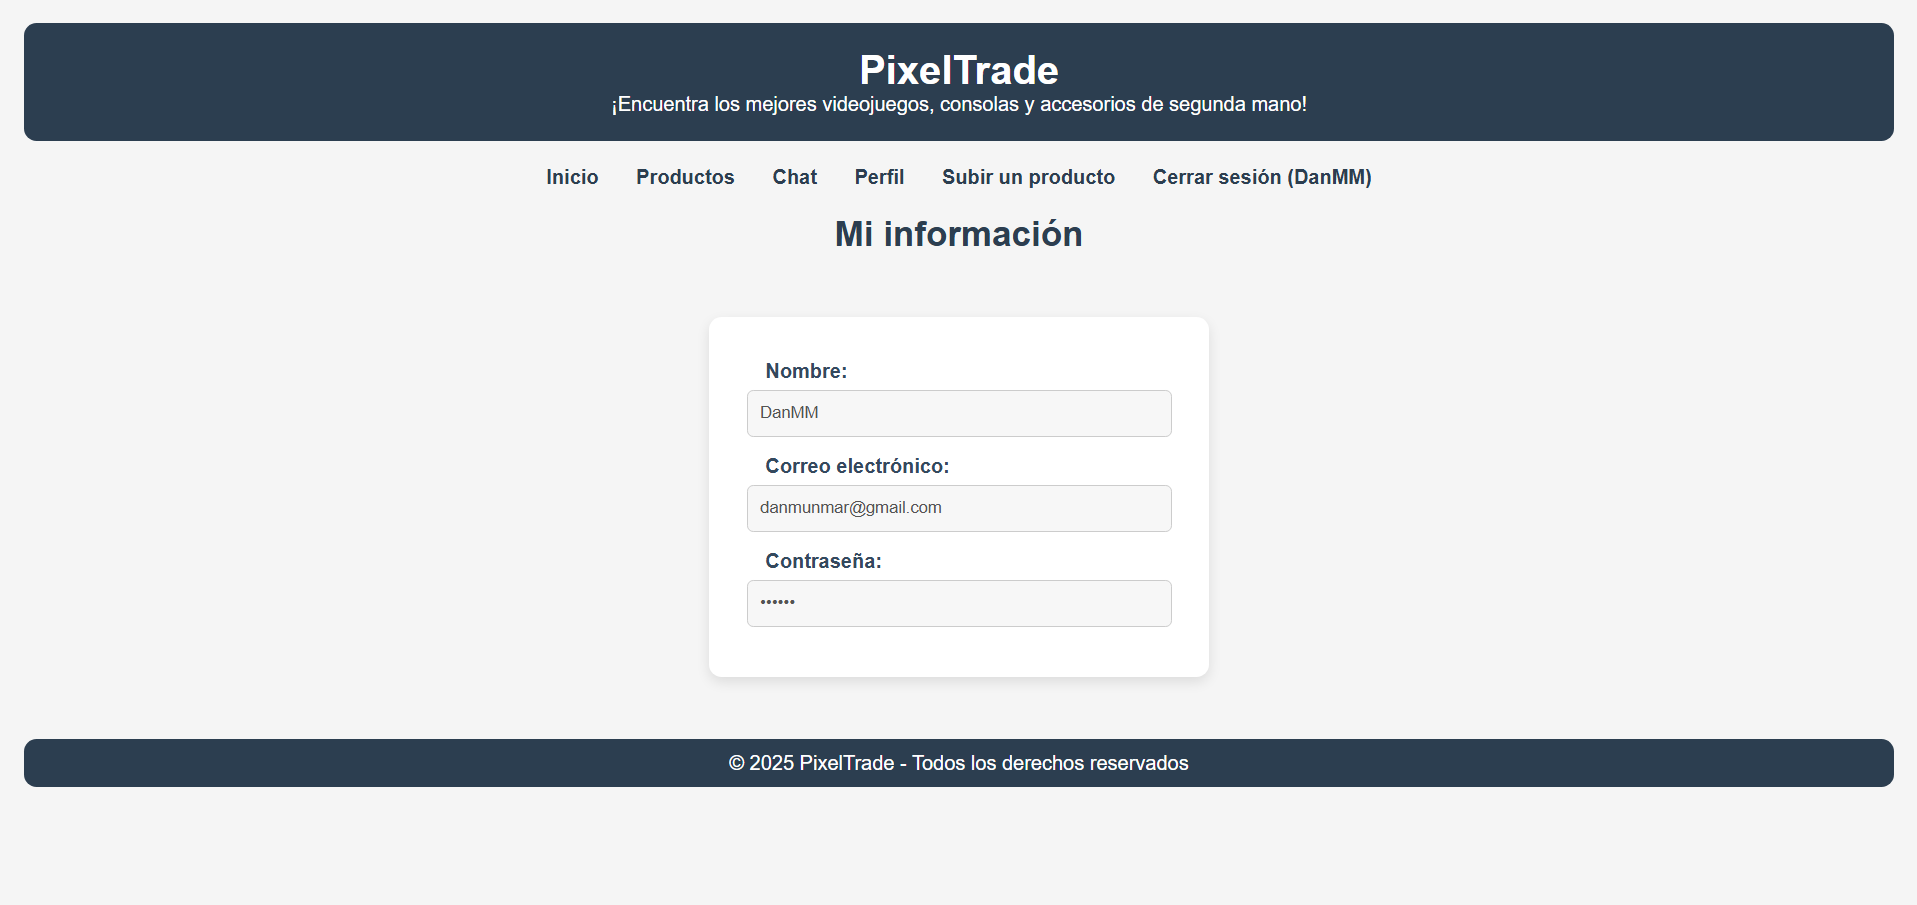 PixelTrade
¡Encuentra los mejores videojuegos, consolas y accesorios de segunda mano!
Inicio Productos Chat Perfil Subir un producto Cerrar sesión (DanMM)
Mi información
Nombre:
DanMM
Correo electrónico:
danmunmar@gmail.com
Contraseña:
••••••
© 2025 PixelTrade - Todos los derechos reservados